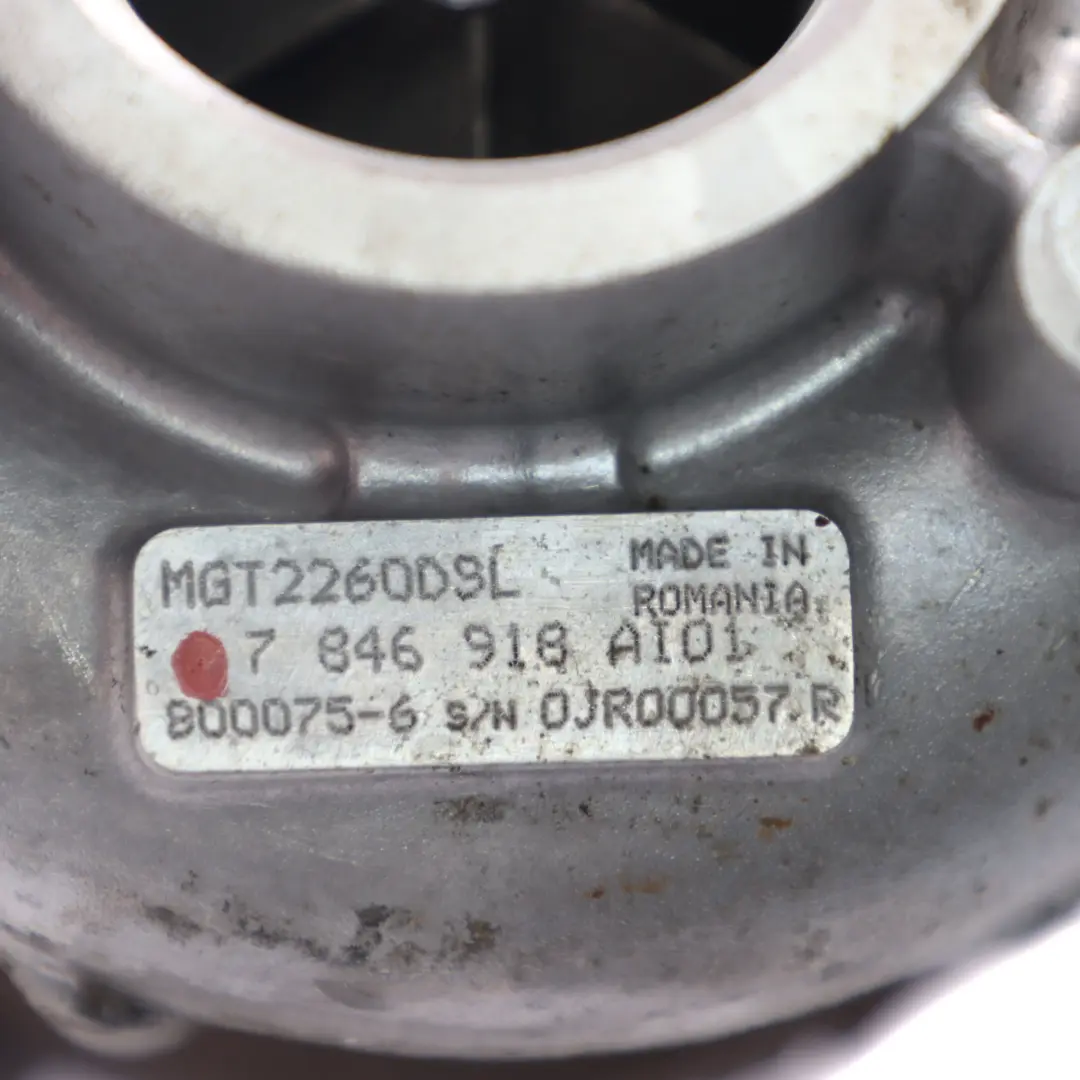 MGT2260DSL
MADE IN
ROMANIA
7 846 918 AI01
800075-6 S/N 0JR00057 R